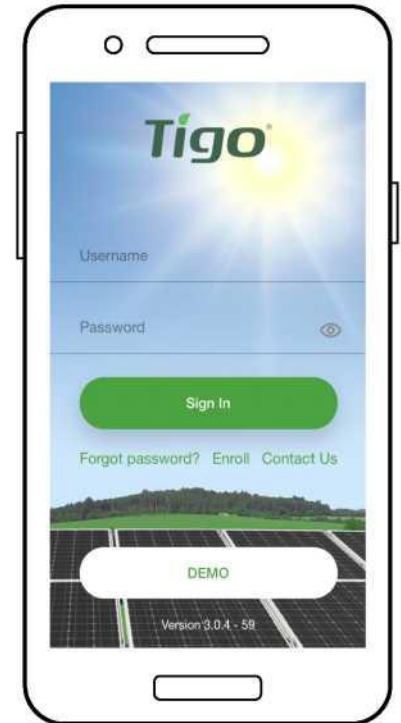 Tigo
Username
Password
Sign In
Forgot password? Enroll Contact Us
DEMO
Version 3.0.4 - 59